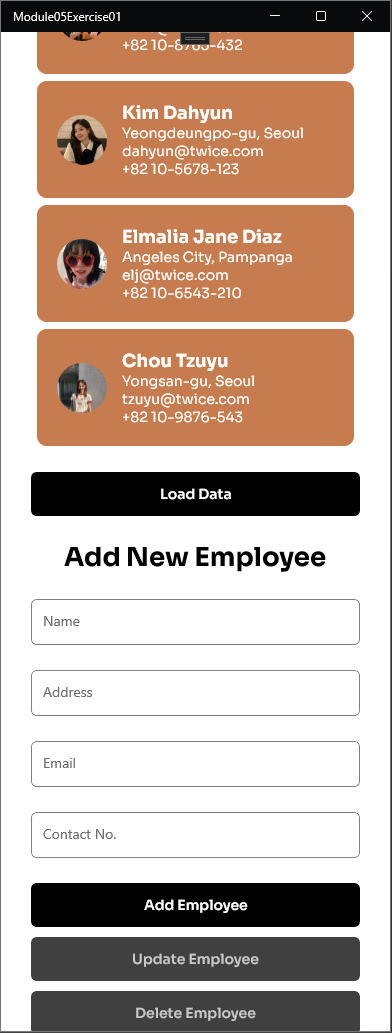 Module05Exercise01
+82 10-8765-432
Kim Dahyun
Yeongdeungpo-gu, Seoul
dahyun@twice.com
+82 10-5678-123
Elmalia Jane Diaz
Angeles City, Pampanga
elj@twice.com
+82 10-6543-210
Chou Tzuyu
Yongsan-gu, Seoul
tzuyu@twice.com
+82 10-9876-543
Load Data
Add New Employee
Name
Address
Email
Contact No.
Add Employee
Update Employee
Delete Employee